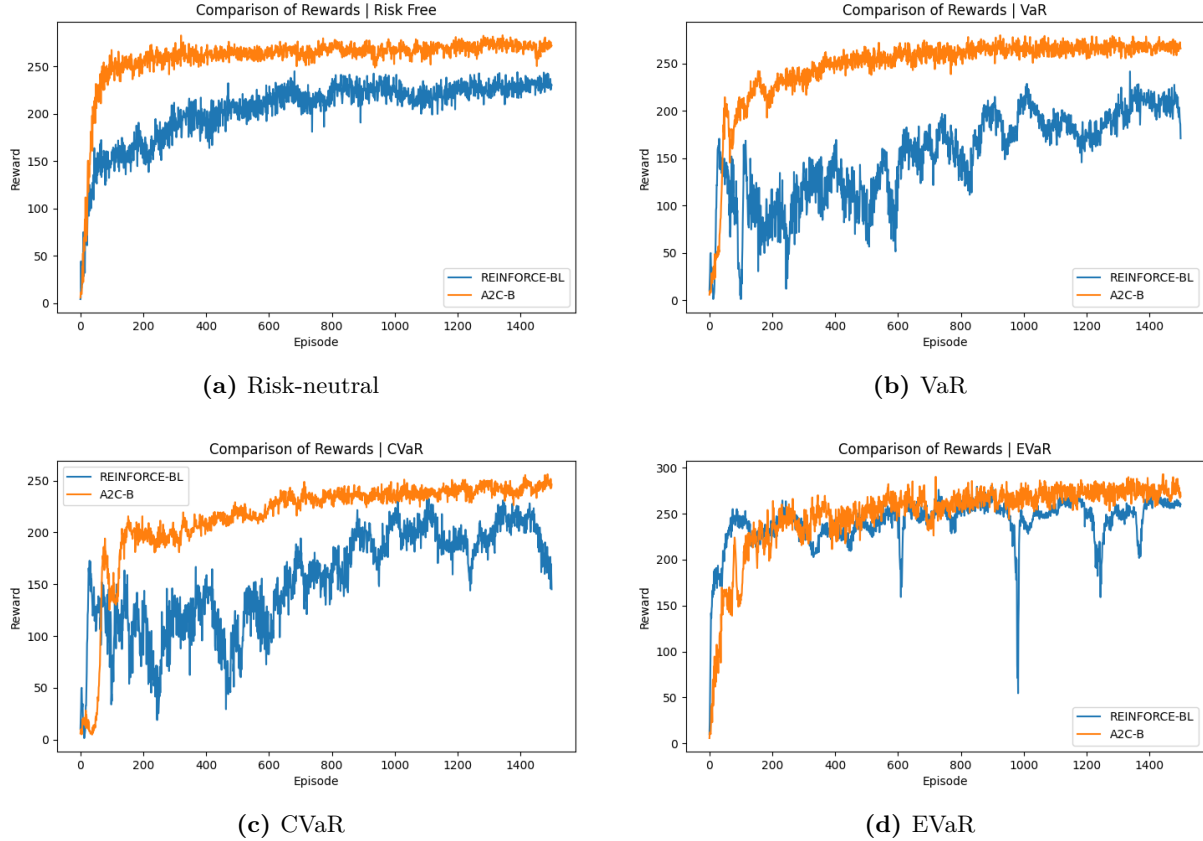 Comparison of Rewards | Risk Free
Reward
250
200
150
100
50
0
REINFORCE-BL
A2C-B
0 200 400 600 800 1000 1200 1400
Episode
(a) Risk-neutral
Comparison of Rewards | VaR
Reward
250
200
150
100
50
0
REINFORCE-BL
A2C-B
0 200 400 600 800 1000 1200 1400
Episode
(b) VaR
Comparison of Rewards | CVaR
Reward
250
200
150
100
50
0
REINFORCE-BL
A2C-B
0 200 400 600 800 1000 1200 1400
Episode
(c) CVaR
Comparison of Rewards | EVaR
Reward
300
250
200
150
100
50
0
REINFORCE-BL
A2C-B
0 200 400 600 800 1000 1200 1400
Episode
(d) EVaR